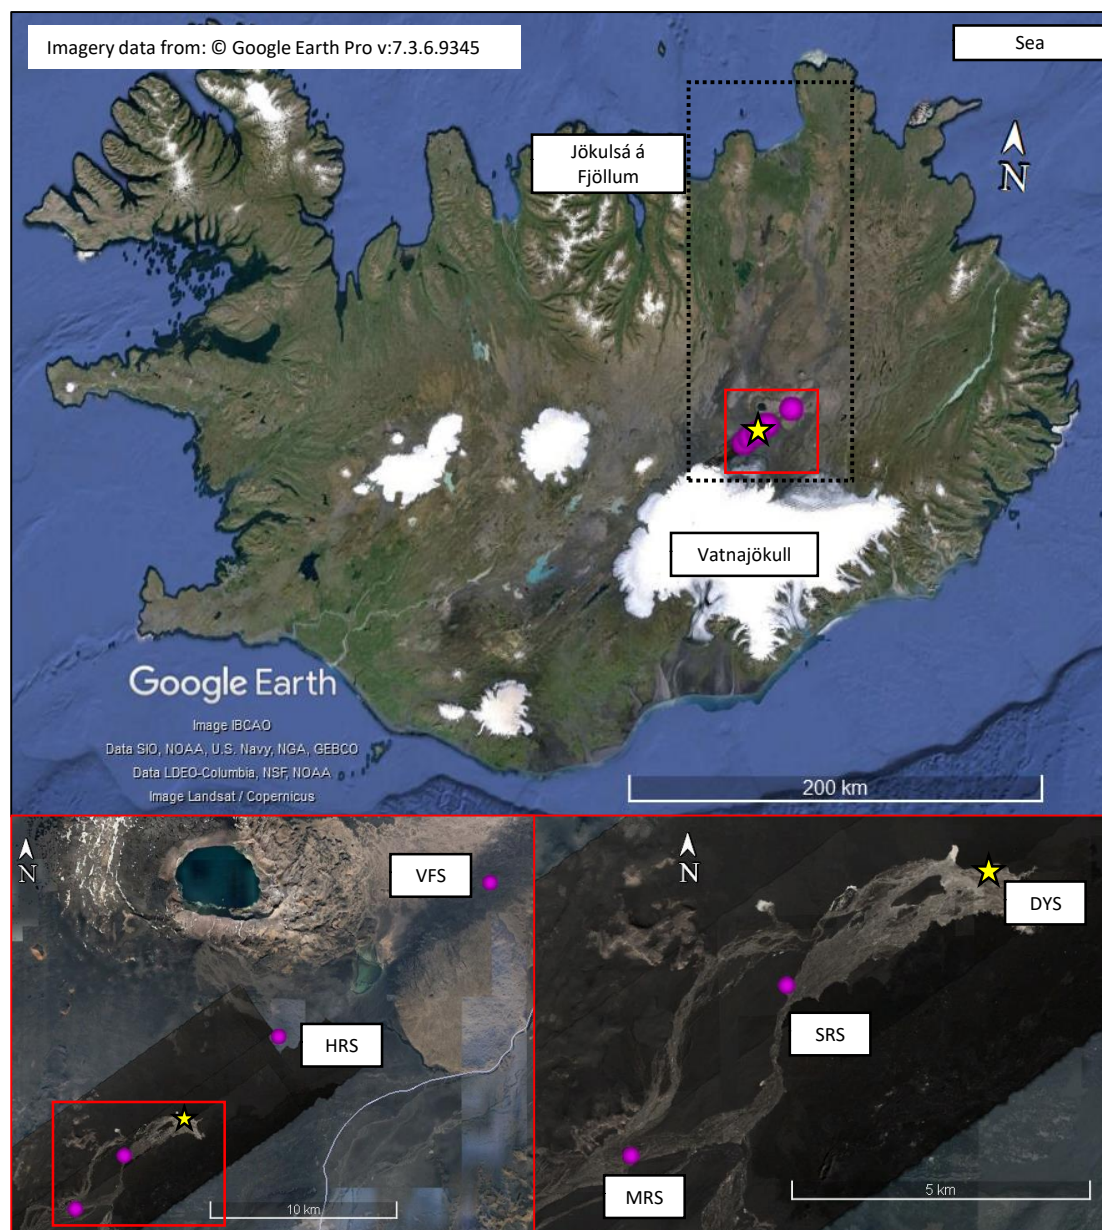 Imagery data from: © Google Earth Pro v:7.3.6.9345
Sea
Jökulsá á
Fjöllum
N
Vatnajökull
Google Earth
Image IBCAO
Data SIO, NOAA, U.S. Navy, NGA, GEBCO
Data LDEO-Columbia, NSF, NOAA
Image Landsat / Copernicus
200 km
N
VFS
HRS
10 km
N
DYS
SRS
MRS
5 km